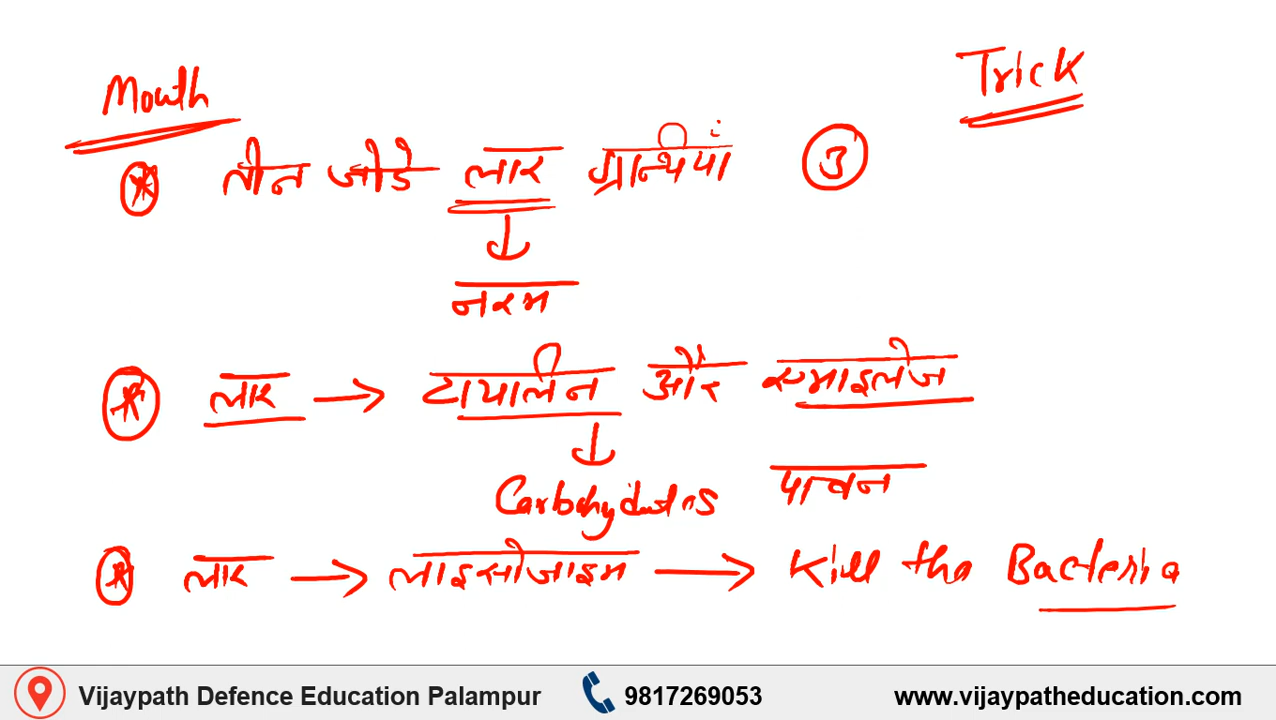 Mouth
Trick
तीन जोडे लार ग्रन्थियां 3
नरम
लार → टायालीन और एमाइलेज
Carbohydrates पाचन
लार → लाइसोजाइम → Kill the Bacteria
Vijaypath Defence Education Palampur 9817269053 www.vijaypatheducation.com